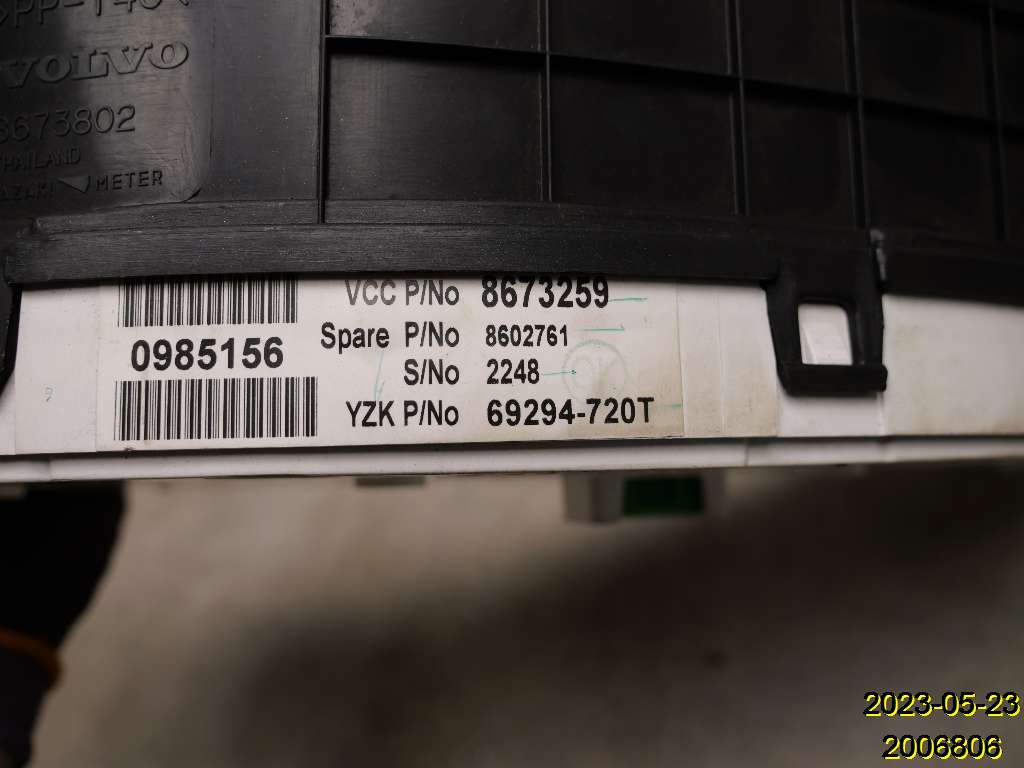 VOLVO
8673802
THAILAND
METER
VCC P/No 8673259
0985156
Spare P/No 8602761
S/No 2248
YZK P/No 69294-720T
2023-05-23
2006806